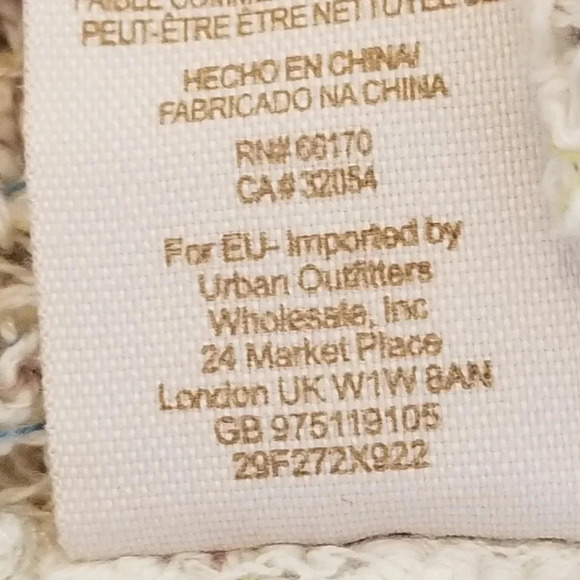 PEUT-ÊTRE ÊTRE NETTOYÉE
HECHO EN CHINA/
FABRICADO NA CHINA
RN# 66170
CA# 32054
For EU- Imported by
Urban Outfitters
Wholesale, Inc
24 Market Place
London UK W1W 8AN
GB 975119105
29F272X922